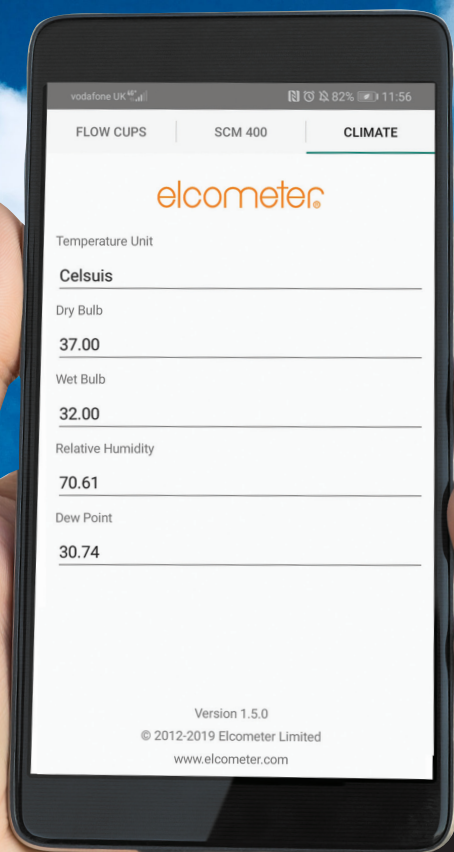 vodafone UK 82% 11:56
FLOW CUPS SCM 400 CLIMATE
elcometer®
Temperature Unit
Celsuis
Dry Bulb
37.00
Wet Bulb
32.00
Relative Humidity
70.61
Dew Point
30.74
Version 1.5.0
© 2012-2019 Elcometer Limited
www.elcometer.com